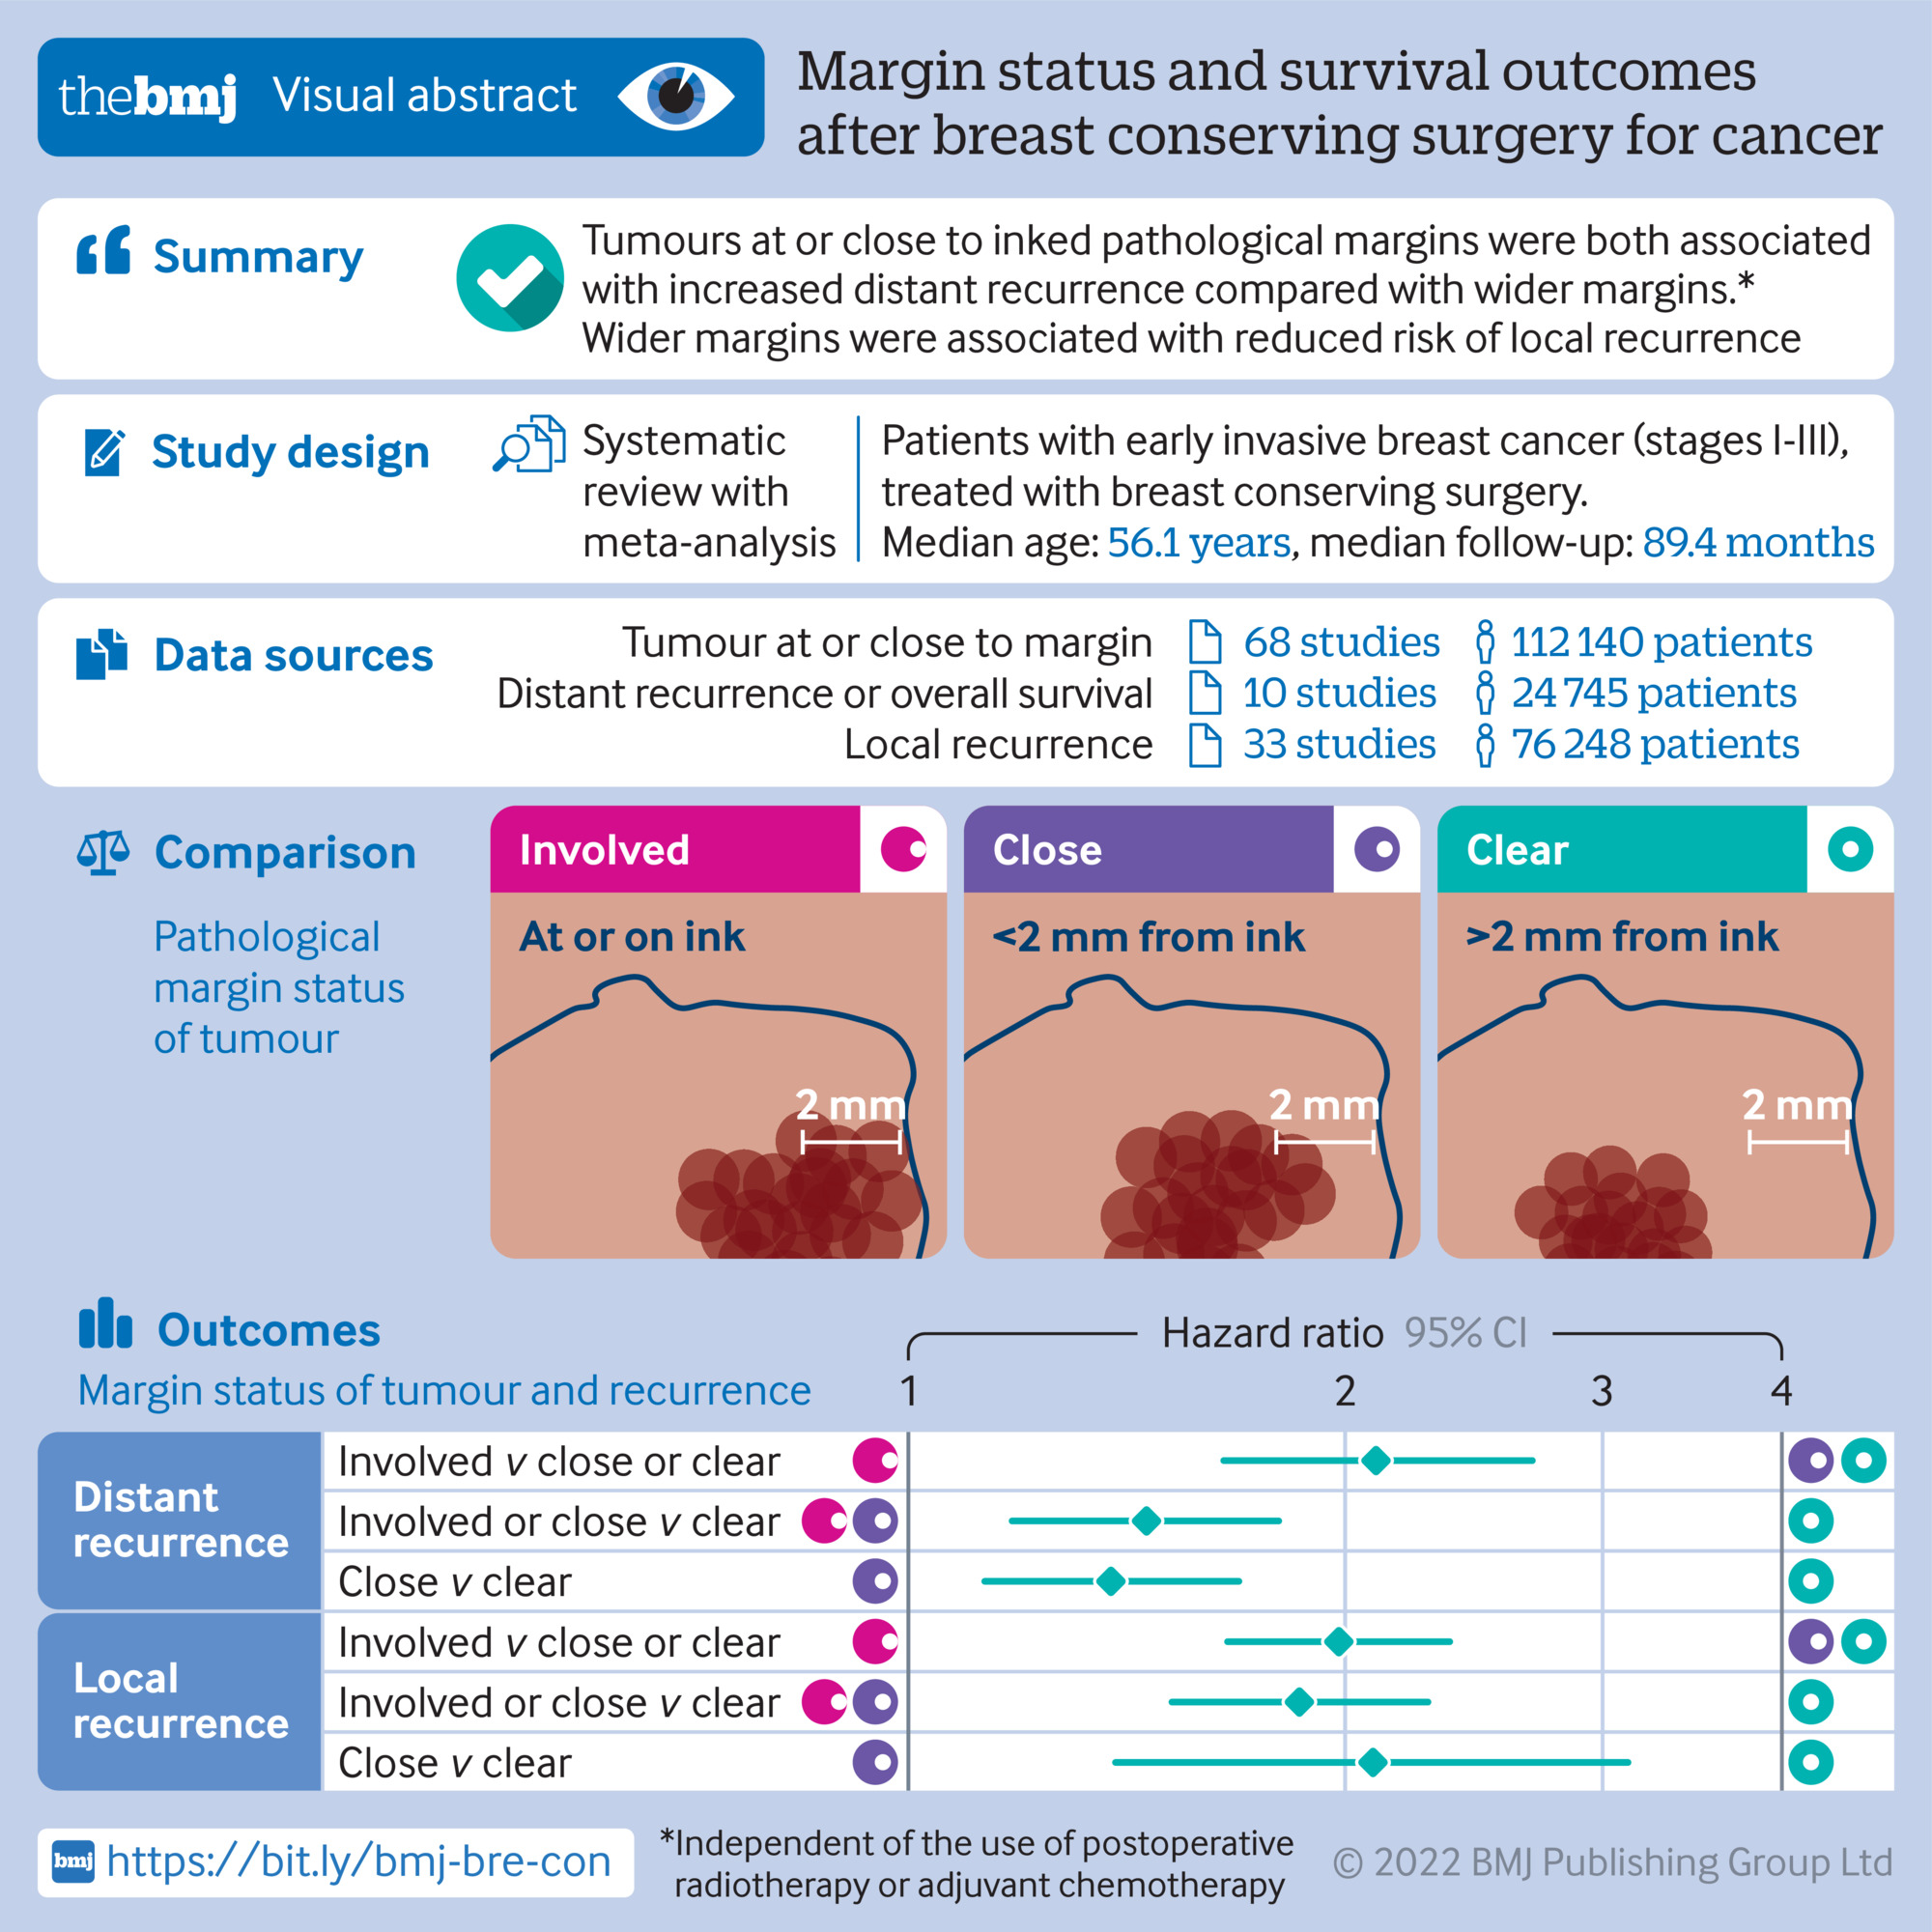 thebmj Visual abstract
Margin status and survival outcomes
after breast conserving surgery for cancer
Summary
Tumours at or close to inked pathological margins were both associated
with increased distant recurrence compared with wider margins.*
Wider margins were associated with reduced risk of local recurrence
Study design
Systematic
review with
meta-analysis
Patients with early invasive breast cancer (stages I-III),
treated with breast conserving surgery.
Median age: 56.1 years, median follow-up: 89.4 months
Data sources
Tumour at or close to margin 68 studies 112 140 patients
Distant recurrence or overall survival 10 studies 24 745 patients
Local recurrence 33 studies 76 248 patients
Comparison
Pathological
margin status
of tumour
Involved
At or on ink
2 mm
Close
<2 mm from ink
2 mm
Clear
>2 mm from ink
2 mm
Outcomes
Margin status of tumour and recurrence
Hazard ratio 95% CI
1 2 3 4
Distant
recurrence
Involved v close or clear
Involved or close v clear
Close v clear
Local
recurrence
Involved v close or clear
Involved or close v clear
Close v clear
bmj https://bit.ly/bmj-bre-con
*Independent of the use of postoperative
radiotherapy or adjuvant chemotherapy
© 2022 BMJ Publishing Group Ltd